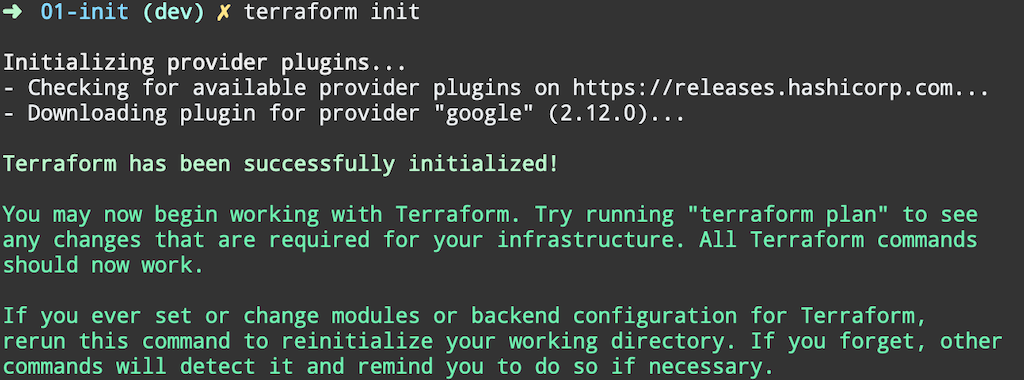 ➜ 01-init (dev) ✗ terraform init
Initializing provider plugins...
- Checking for available provider plugins on https://releases.hashicorp.com...
- Downloading plugin for provider "google" (2.12.0)...
Terraform has been successfully initialized!
You may now begin working with Terraform. Try running "terraform plan" to see
any changes that are required for your infrastructure. All Terraform commands
should now work.
If you ever set or change modules or backend configuration for Terraform,
rerun this command to reinitialize your working directory. If you forget, other
commands will detect it and remind you to do so if necessary.